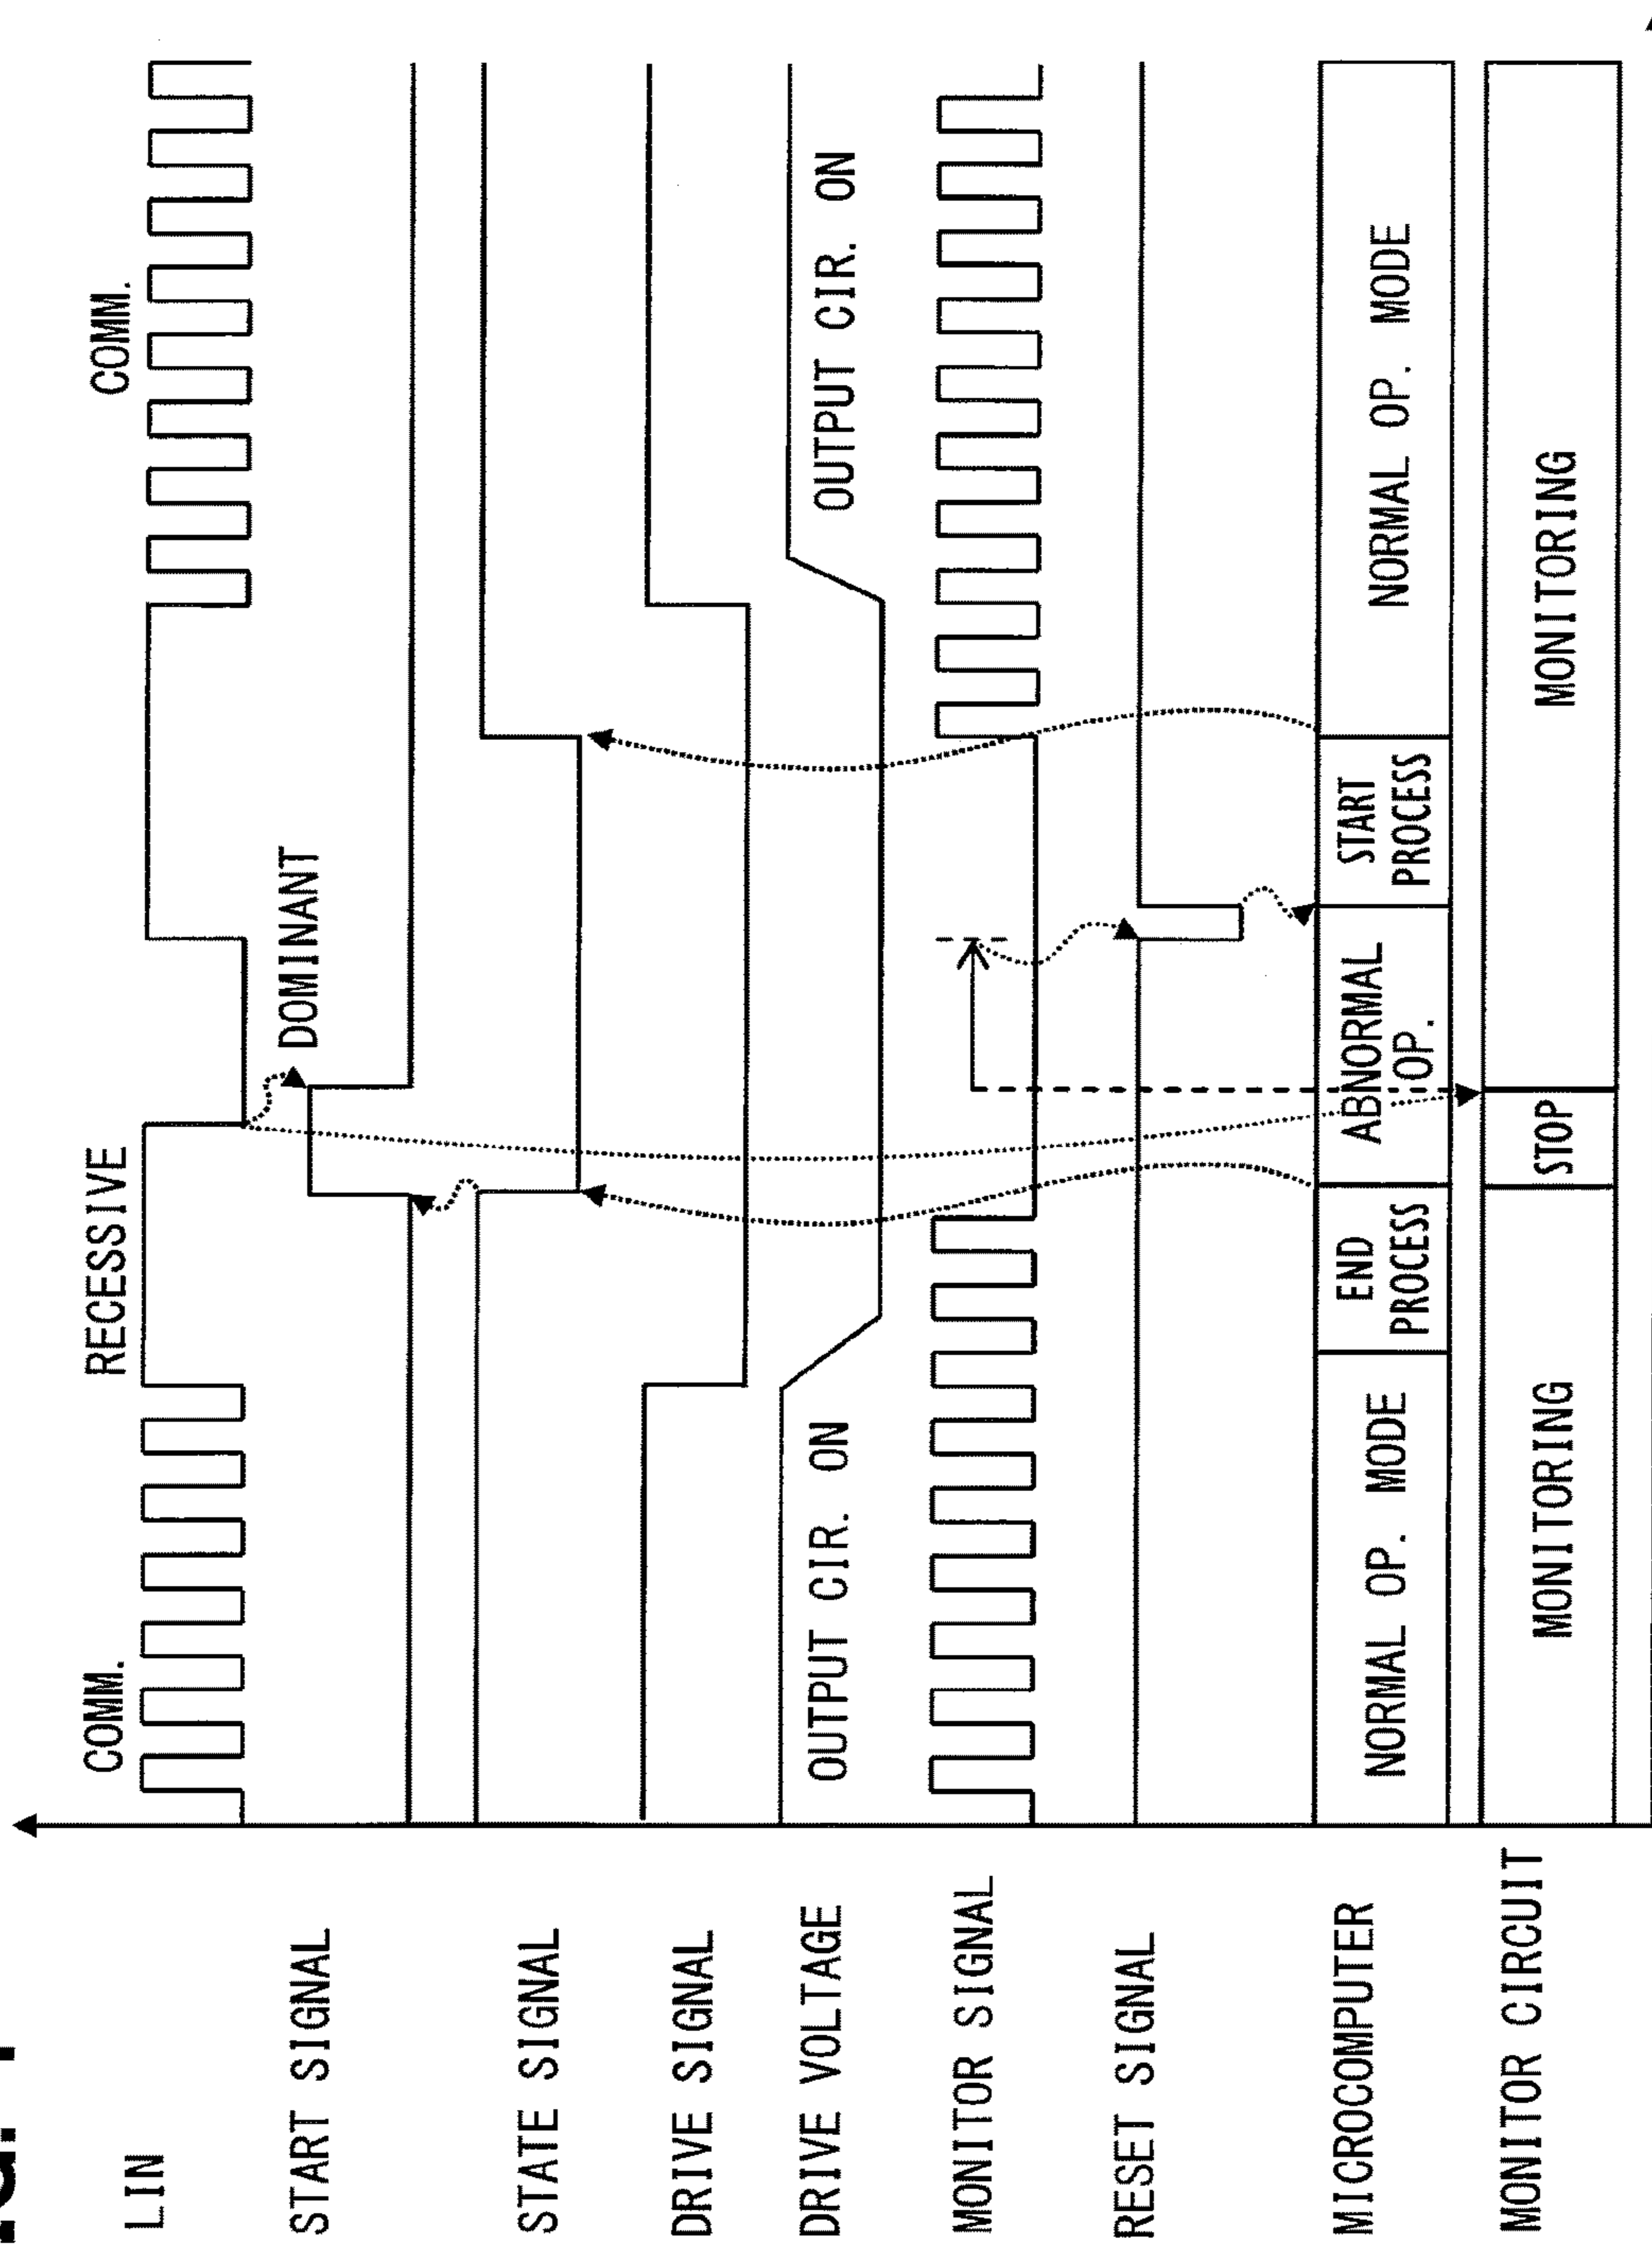 LIN
COMM.
RECESSIVE
COMM.
START SIGNAL
DOMINANT
STATE SIGNAL
DRIVE SIGNAL
DRIVE VOLTAGE
OUTPUT CIR. ON
OUTPUT CIR. ON
MONITOR SIGNAL
RESET SIGNAL
MICROCOMPUTER
NORMAL OP. MODE
END
PROCESS
ABNORMAL
OP.
START
PROCESS
NORMAL OP. MODE
MONITOR CIRCUIT
MONITORING
STOP
MONITORING